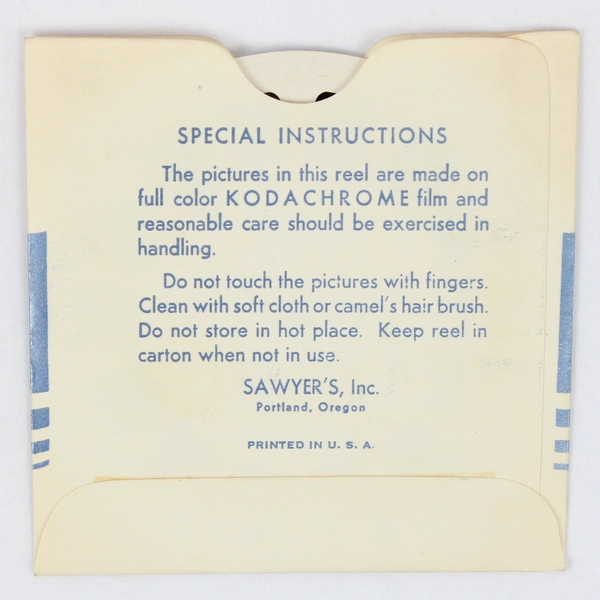 SPECIAL INSTRUCTIONS
The pictures in this reel are made on
full color KODACHROME film and
reasonable care should be exercised in
handling.
Do not touch the pictures with fingers.
Clean with soft cloth or camel's hair brush.
Do not store in hot place. Keep reel in
carton when not in use.
SAWYER'S, Inc.
Portland, Oregon
PRINTED IN U. S. A.